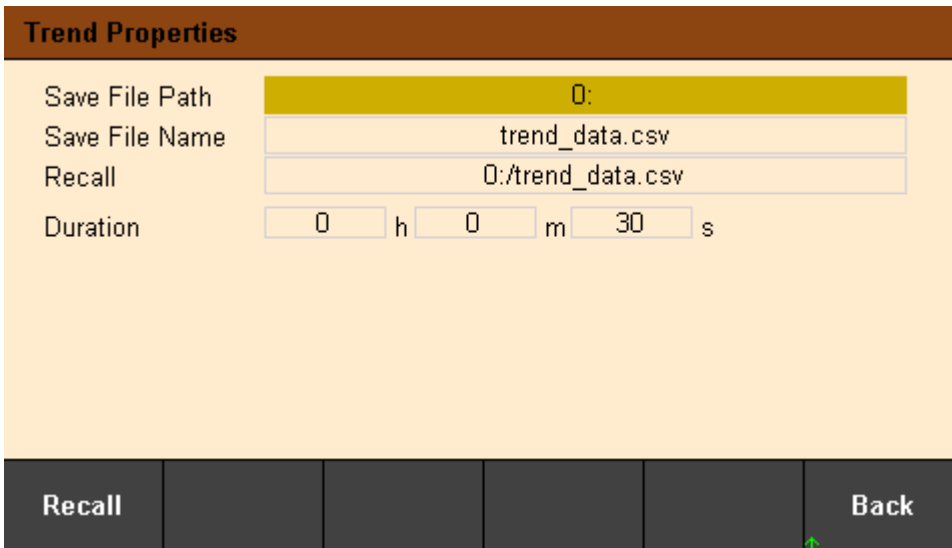 Trend Properties
Save File Path 0:
Save File Name trend_data.csv
Recall 0:/trend_data.csv
Duration 0 h 0 m 30 s
Recall Back